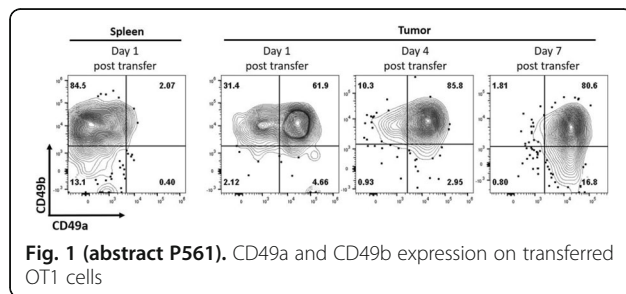 Spleen
Tumor
Day 1
post transfer
Day 1
post transfer
Day 4
post transfer
Day 7
post transfer
84.5 2.07
13.1 0.40
31.4 61.9
2.12 4.66
10.3 85.8
0.93 2.95
1.81 80.6
0.80 16.8
CD49b
CD49a
Fig. 1 (abstract P561). CD49a and CD49b expression on transferred
OT1 cells